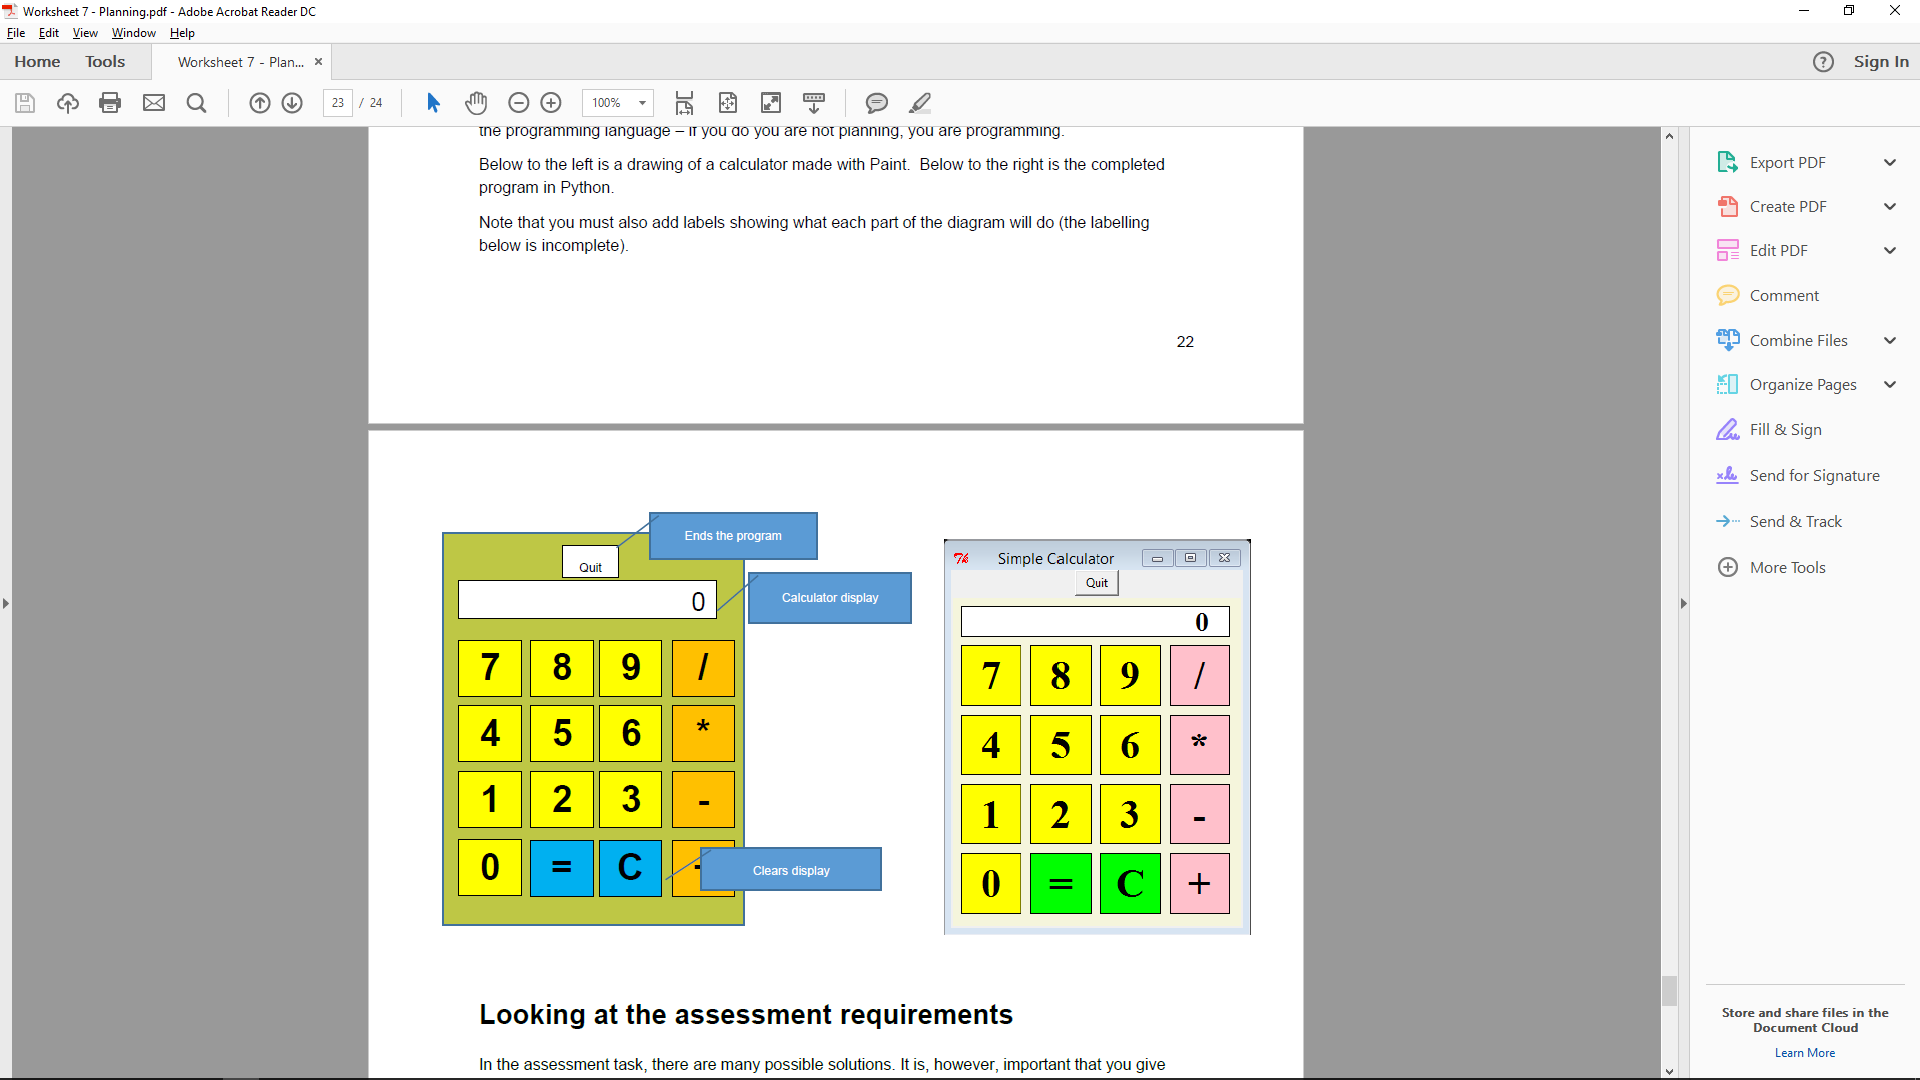 Worksheet 7 - Planning.pdf - Adobe Acrobat Reader DC
File Edit View Window Help
Home Tools Worksheet 7 - Plan... × Sign In
23 / 24 100%
the programming language – if you do you are not planning, you are programming.
Below to the left is a drawing of a calculator made with Paint. Below to the right is the completed
program in Python.
Note that you must also add labels showing what each part of the diagram will do (the labelling
below is incomplete).
22
Ends the program
Quit
Calculator display
0
7 8 9 /
4 5 6 *
1 2 3 -
0 = C
Clears display
Simple Calculator
Quit
0
7 8 9 /
4 5 6 *
1 2 3 -
0 = C +
Looking at the assessment requirements
In the assessment task, there are many possible solutions. It is, however, important that you give
Export PDF
Create PDF
Edit PDF
Comment
Combine Files
Organize Pages
Fill & Sign
Send for Signature
Send & Track
More Tools
Store and share files in the
Document Cloud
Learn More